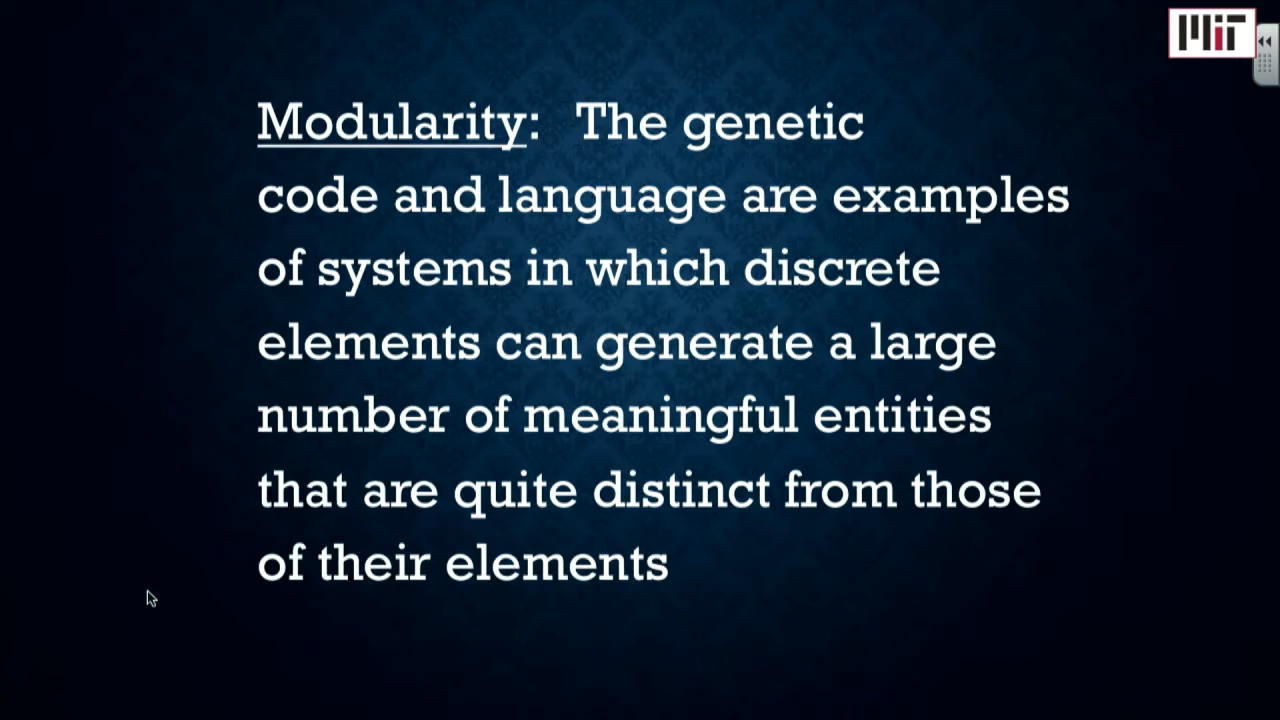 MIT
Modularity: The genetic
code and language are examples
of systems in which discrete
elements can generate a large
number of meaningful entities
that are quite distinct from those
of their elements